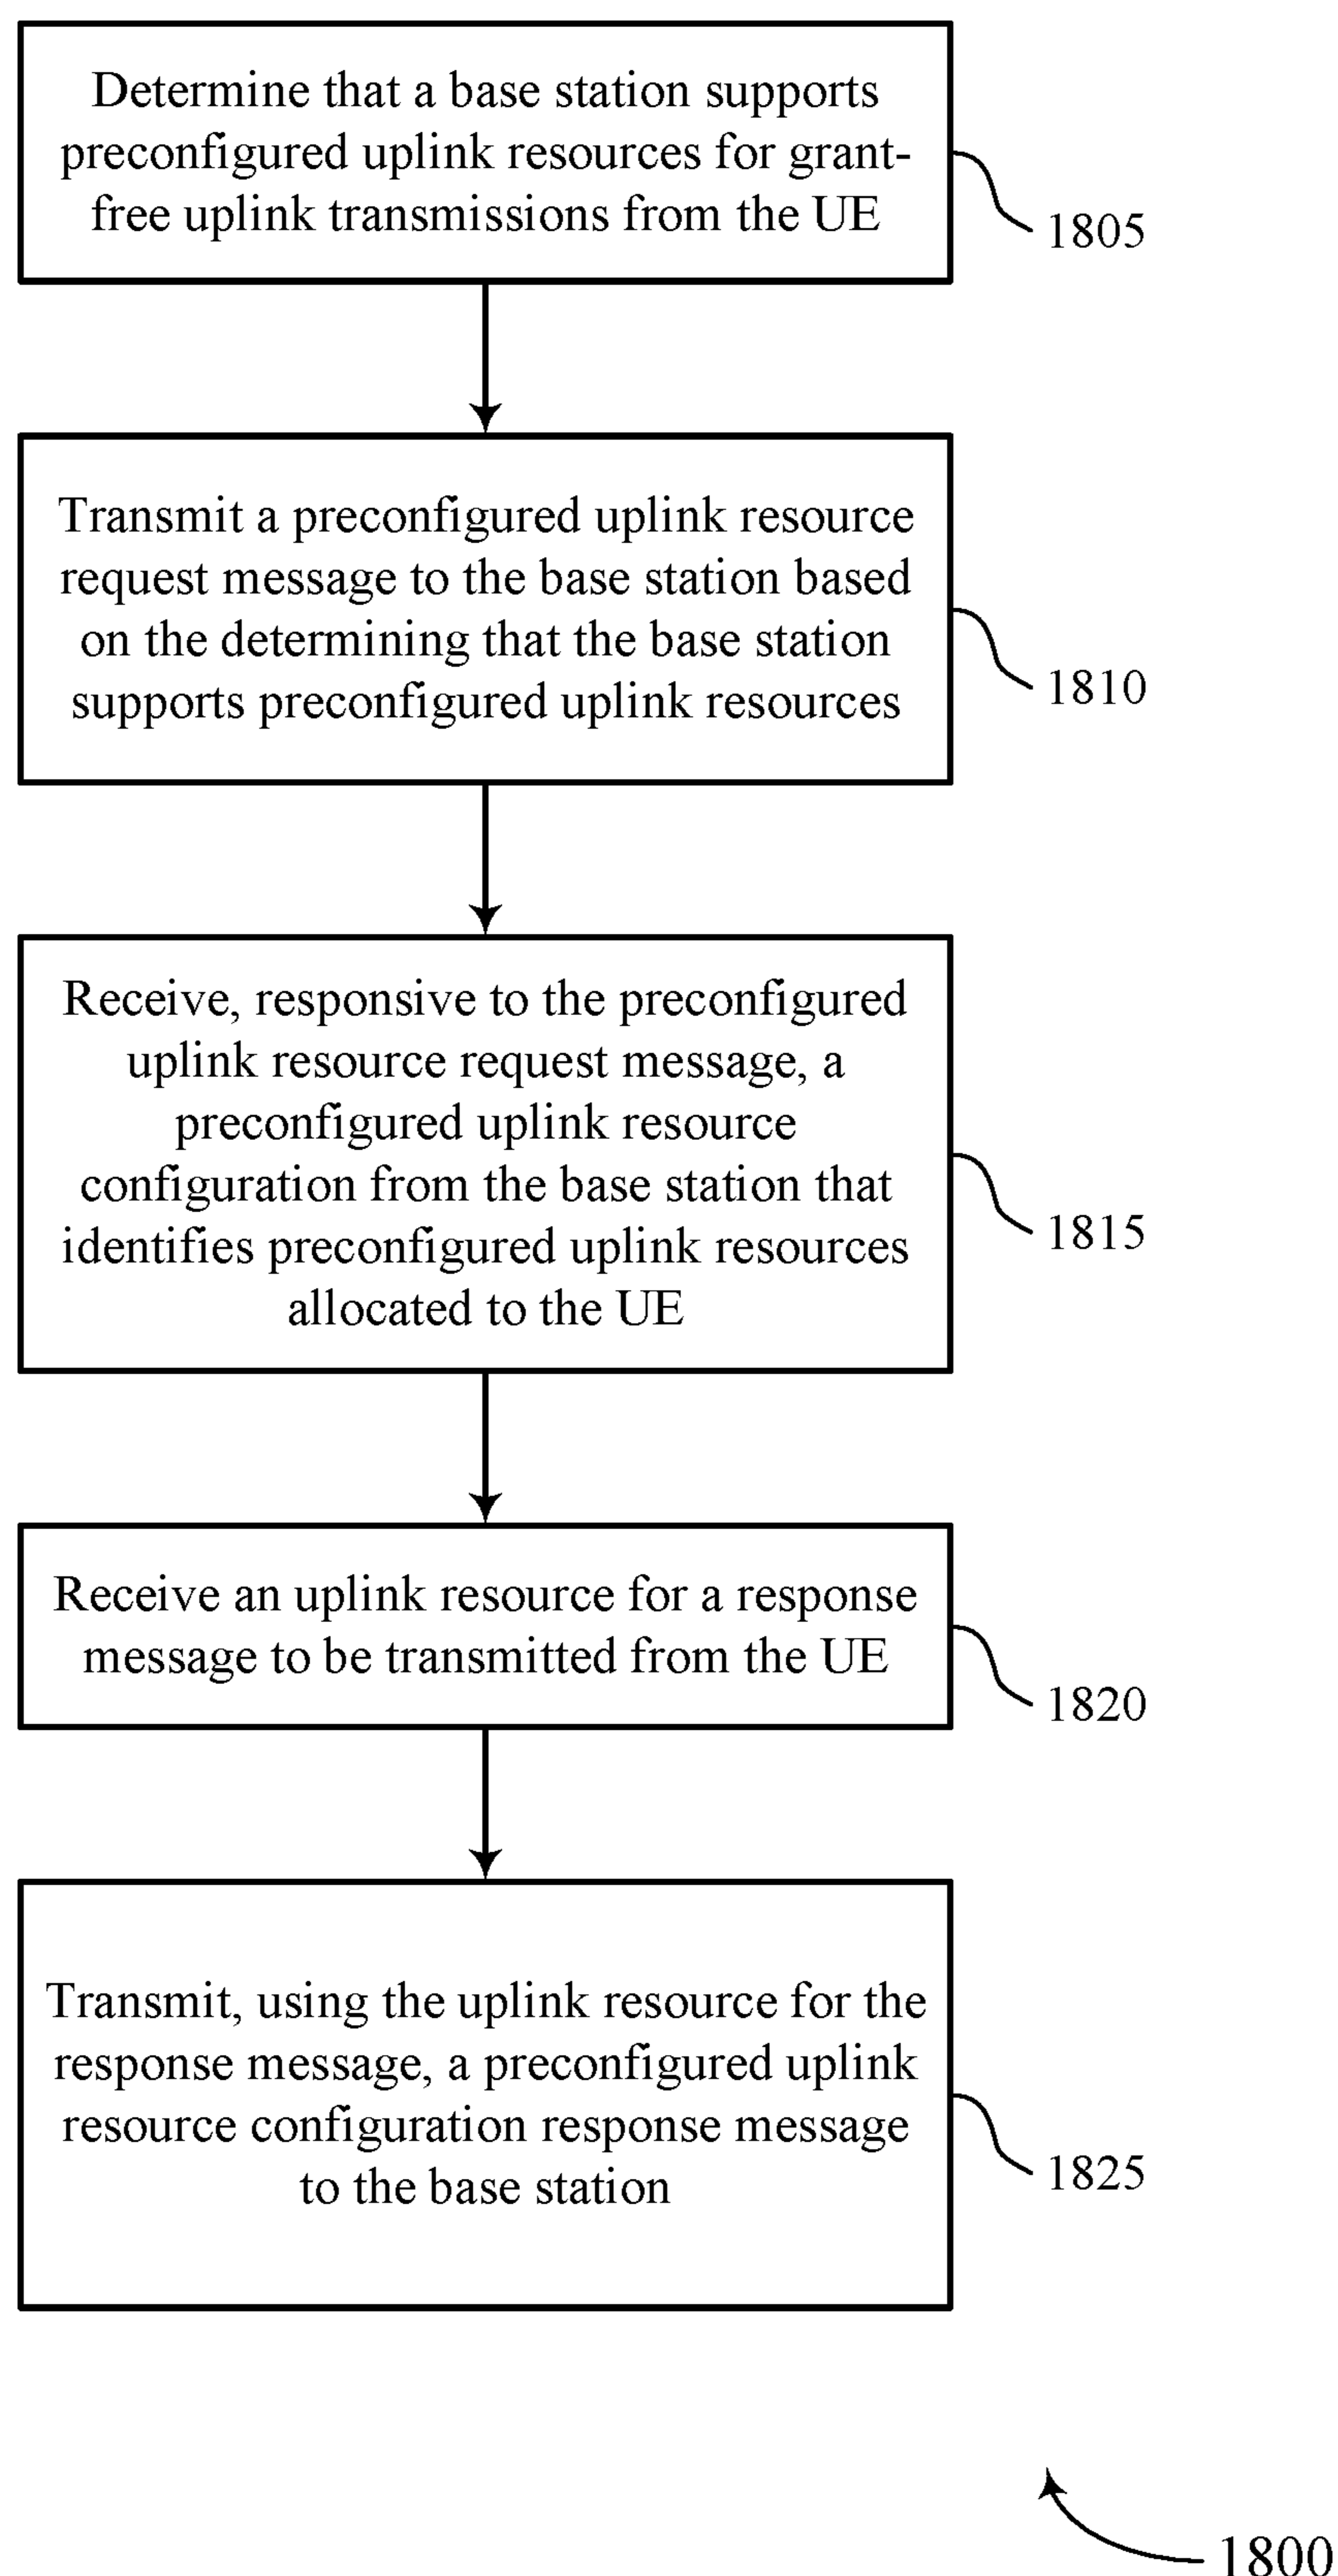 Determine that a base station supports
preconfigured uplink resources for grant-
free uplink transmissions from the UE
1805
Transmit a preconfigured uplink resource
request message to the base station based
on the determining that the base station
supports preconfigured uplink resources
1810
Receive, responsive to the preconfigured
uplink resource request message, a
preconfigured uplink resource
configuration from the base station that
identifies preconfigured uplink resources
allocated to the UE
1815
Receive an uplink resource for a response
message to be transmitted from the UE
1820
Transmit, using the uplink resource for the
response message, a preconfigured uplink
resource configuration response message
to the base station
1825
1800